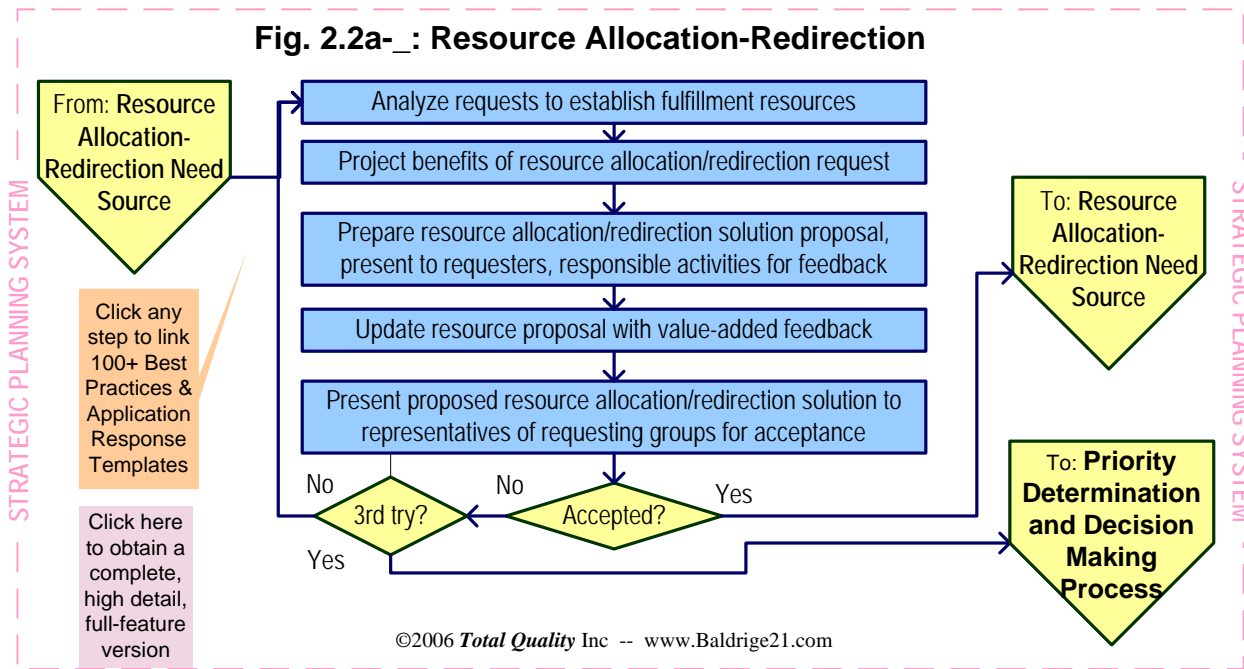 Fig. 2.2a-_: Resource Allocation-Redirection
STRATEGIC PLANNING SYSTEM
From: Resource
Allocation-
Redirection Need
Source
Analyze requests to establish fulfillment resources
Project benefits of resource allocation/redirection request
Prepare resource allocation/redirection solution proposal,
present to requesters, responsible activities for feedback
Update resource proposal with value-added feedback
Present proposed resource allocation/redirection solution to
representatives of requesting groups for acceptance
Click any
step to link
100+ Best
Practices &
Application
Response
Templates
No
3rd try?
Yes
No
Accepted?
Yes
To: Resource
Allocation-
Redirection Need
Source
To: Priority
Determination
and Decision
Making
Process
STRATEGIC PLANNING SYSTEM
Click here
to obtain a
complete,
high detail,
full-feature
version
©2006 Total Quality Inc -- www.Baldrige21.com